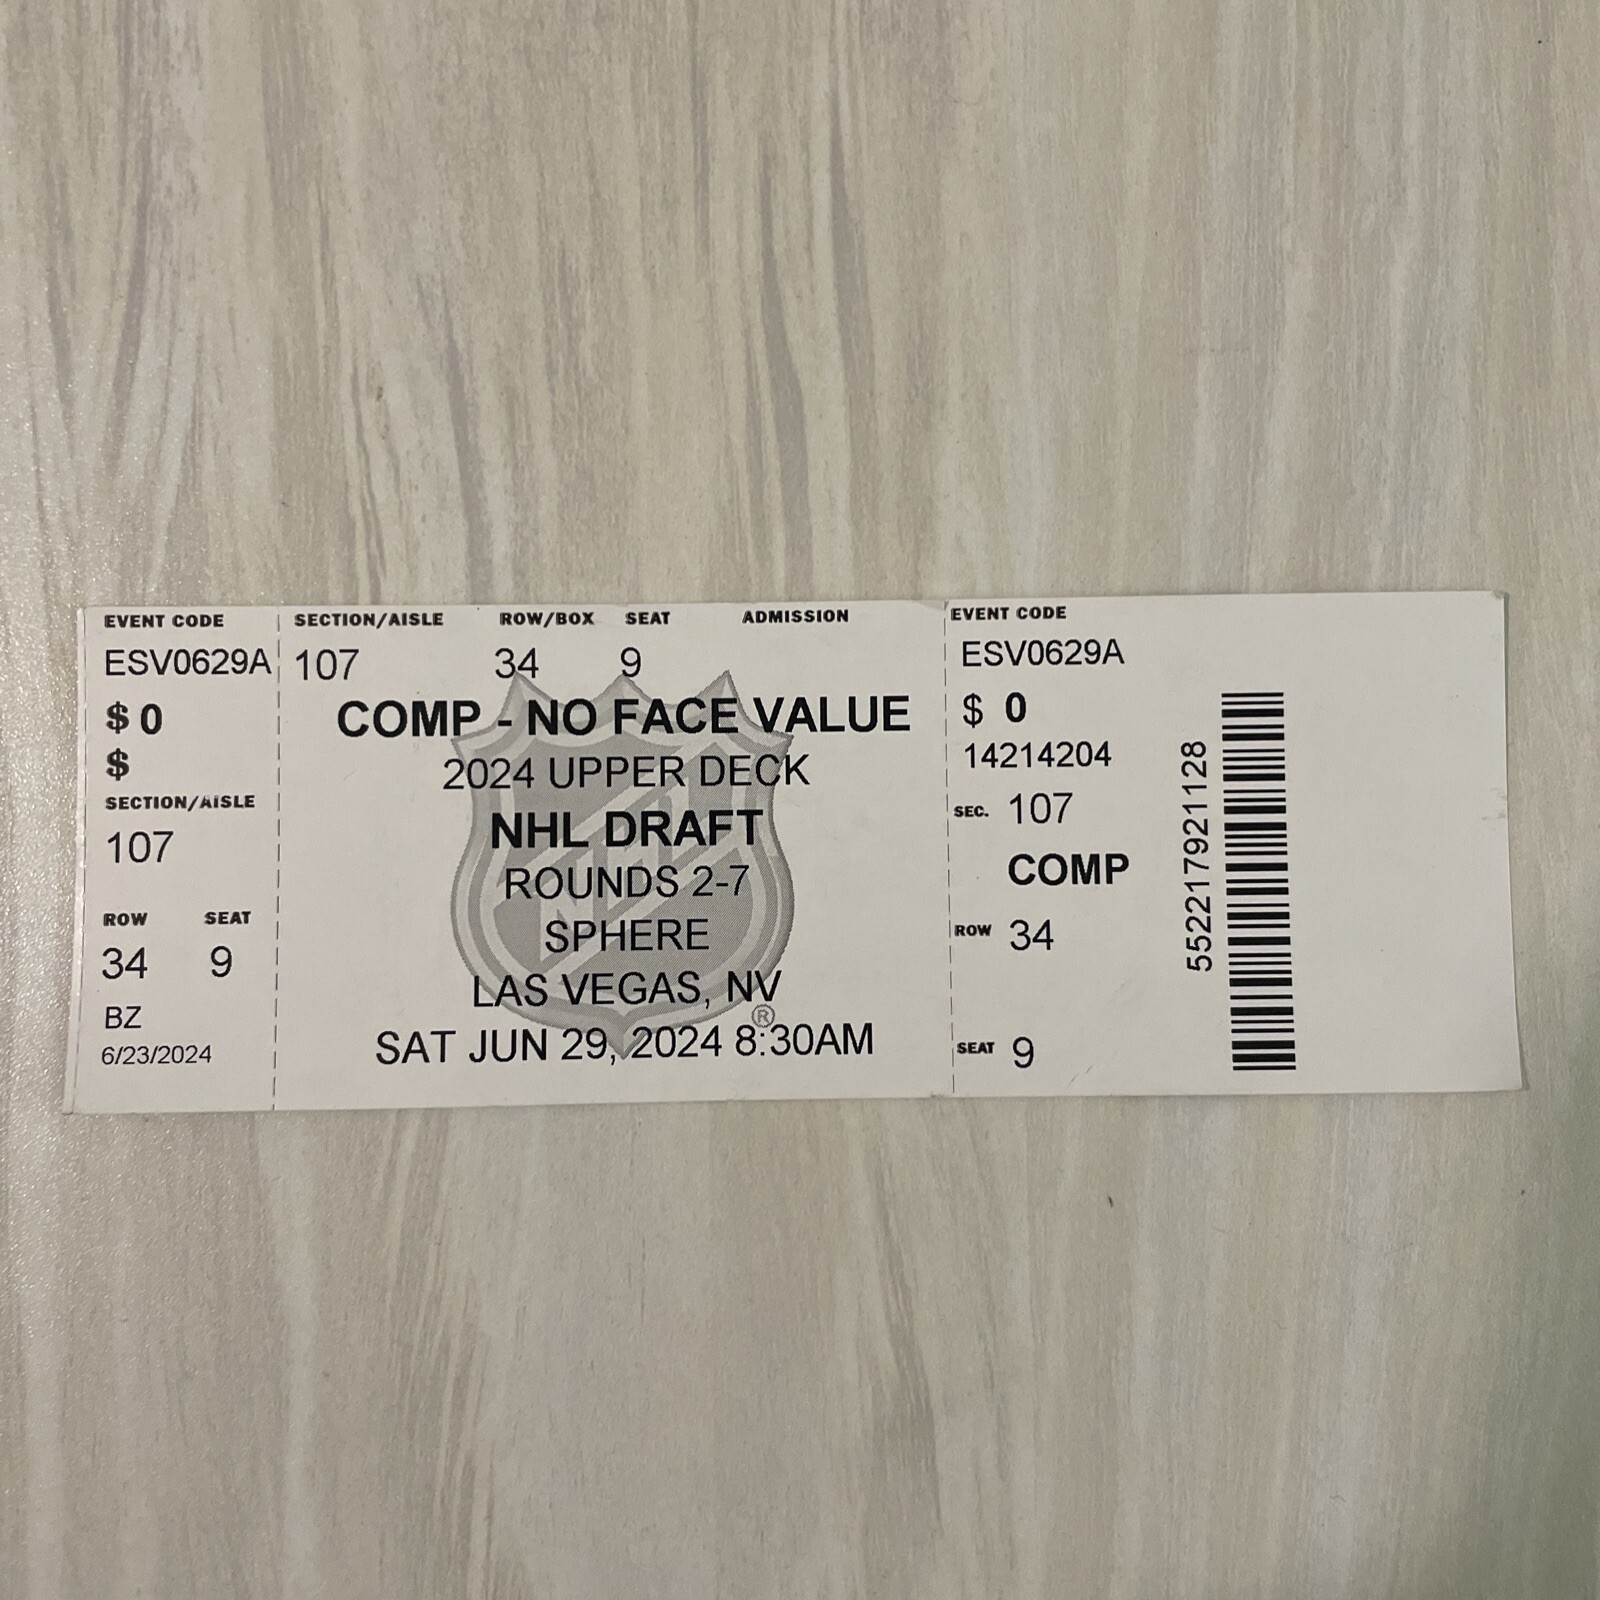 EVENT CODE
ESV0629A
$ 0
$
SECTION/AISLE
107
ROW SEAT
34 9
BZ
6/23/2024
SECTION/AISLE ROW/BOX SEAT ADMISSION
107 34 9
COMP - NO FACE VALUE
2024 UPPER DECK
NHL DRAFT
ROUNDS 2-7
SPHERE
LAS VEGAS, NV
SAT JUN 29, 2024 8:30AM
NHL
®
EVENT CODE
ESV0629A
$ 0
14214204
SEC. 107
COMP
ROW 34
SEAT 9
552217921128